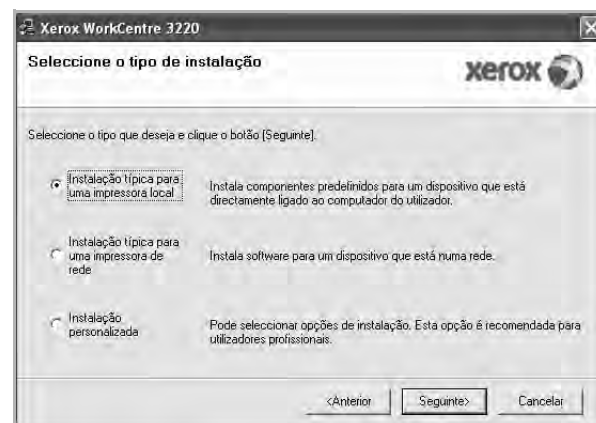 Xerox WorkCentre 3220
Seleccione o tipo de instalação
xerox
Seleccione o tipo que deseja e clique o botão [Seguinte].
Instalação típica para
uma impressora local
Instala componentes predefinidos para um dispositivo que está
directamente ligado ao computador do utilizador.
Instalação típica para
uma impressora de
rede
Instala software para um dispositivo que está numa rede.
Instalação
personalizada
Pode seleccionar opções de instalação. Esta opção é recomendada para
utilizadores profissionais.
<Anterior
Seguinte>
Cancelar